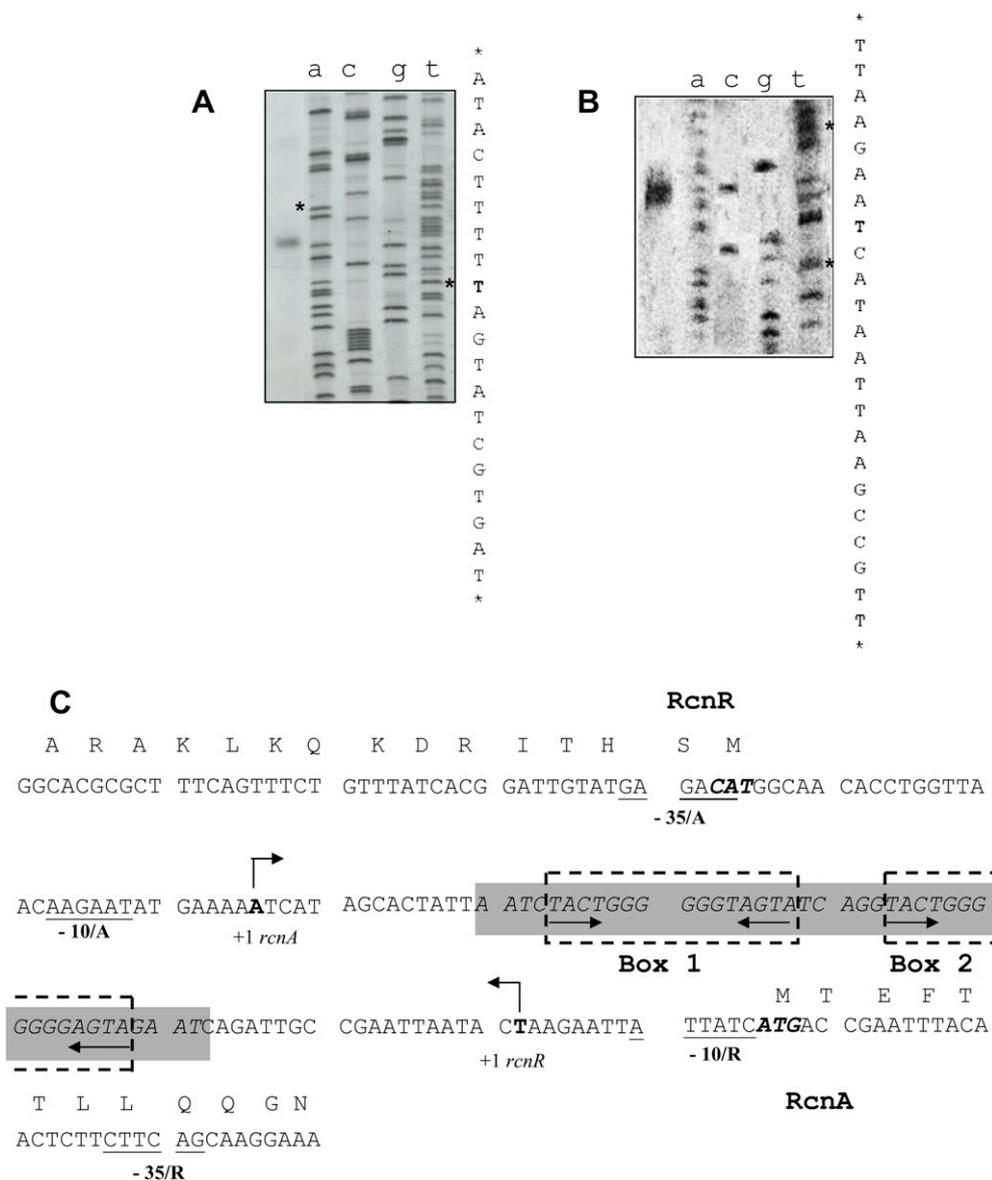 A
a c g t
*
A
T
A
C
T
T
T
T
T
A
G
T
A
T
C
G
T
G
A
T
*
*
*
B
a c g t
*
T
T
A
A
G
A
A
T
C
A
T
A
A
T
T
A
A
G
C
C
G
T
T
*
*
*
C
RcnR
A R A K L K Q K D R I T H S M
GGCACGCGCT TTCAGTTTCT GTTTATCACG GATTGTATGA GACATGGCAA CACCTGGTTA
- 35/A
ACAAGAATAT GAAAAATCAT AGCACTATTA ATCTACTGGG GGGTAGTATC AGGTACTGGG
- 10/A +1 rcnA
Box 1 Box 2
M T E F T
GGGGAGTAGA ATCAGATTGC CGAATTAATA CTAAGAATTA TTATCATGAC CGAATTTACA
+1 rcnR - 10/R
T L L Q Q G N RcnA
ACTCTTCTTC AGCAAGGAAA
- 35/R